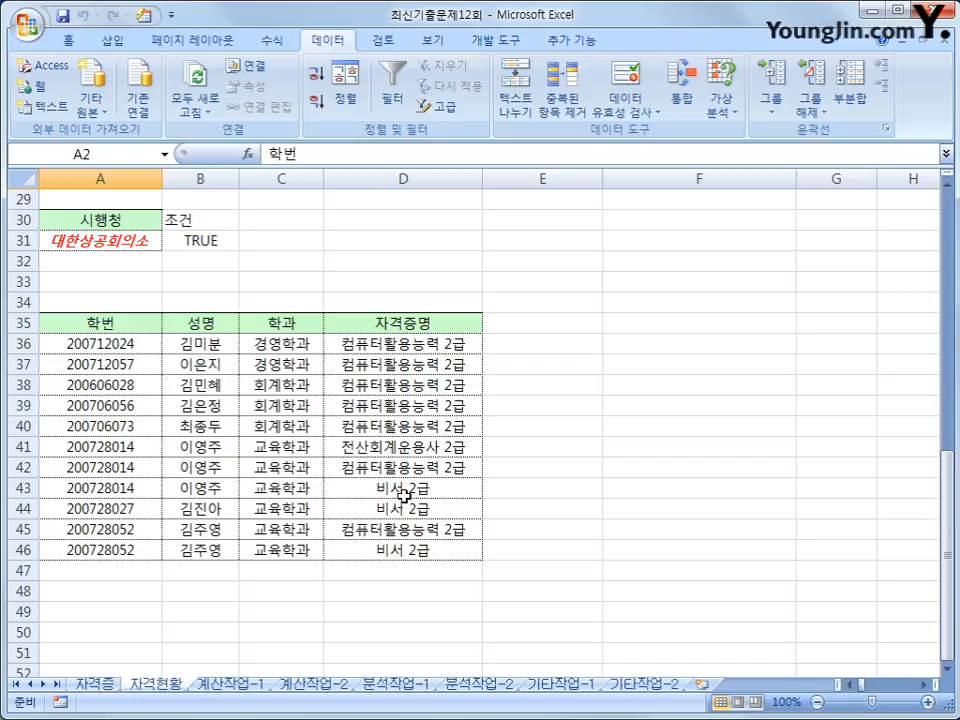 최신기출문제12회 - Microsoft Excel
YoungJin.com Y.
홈 삽입 페이지 레이아웃 수식 데이터 검토 보기 개발 도구 추가 기능
Access
웹
텍스트
기타 원본
기존 연결
모두 새로 고침
연결
속성
연결 편집
정렬
필터
지우기
다시 적용
고급
텍스트 나누기
중복된 항목 제거
데이터 유효성 검사
통합
가상 분석
그룹
그룹 해제
부분합
외부 데이터 가져오기 연결 정렬 및 필터 데이터 도구 윤곽선
A2 fx 학번
A B C D E F G H
29
30 시행청 조건
31 대한상공회의소 TRUE
32
33
34
35 학번 성명 학과 자격증명
36 200712024 김미분 경영학과 컴퓨터활용능력 2급
37 200712057 이은지 경영학과 컴퓨터활용능력 2급
38 200606028 김민혜 회계학과 컴퓨터활용능력 2급
39 200706056 김은정 회계학과 컴퓨터활용능력 2급
40 200706073 최종두 회계학과 컴퓨터활용능력 2급
41 200728014 이영주 교육학과 전산회계운용사 2급
42 200728014 이영주 교육학과 컴퓨터활용능력 2급
43 200728014 이영주 교육학과 비서 2급
44 200728027 김진아 교육학과 비서 2급
45 200728052 김주영 교육학과 컴퓨터활용능력 2급
46 200728052 김주영 교육학과 비서 2급
47
48
49
50
51
52
자격증 자격현황 계산작업-1 계산작업-2 분석작업-1 분석작업-2 기타작업-1 기타작업-2
준비 100%